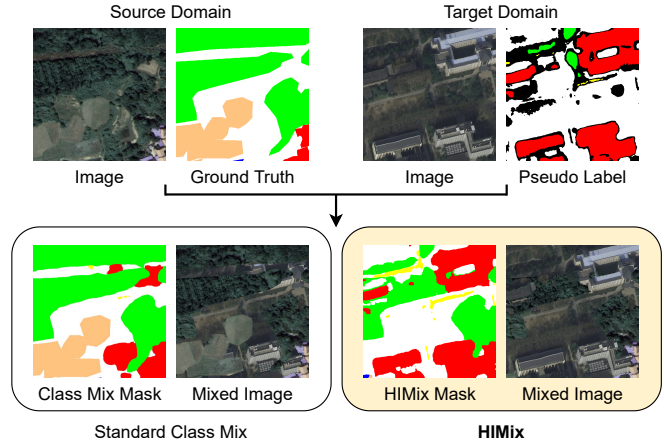 Source Domain
Target Domain
Image
Ground Truth
Image
Pseudo Label
Class Mix Mask
Mixed Image
HIMix Mask
Mixed Image
Standard Class Mix
HIMix